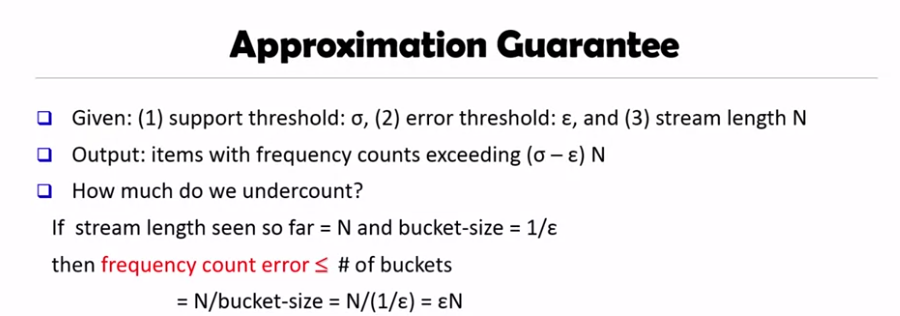 Approximation Guarantee
❑ Given: (1) support threshold: σ, (2) error threshold: ε, and (3) stream length N
❑ Output: items with frequency counts exceeding (σ – ε) N
❑ How much do we undercount?
If stream length seen so far = N and bucket-size = 1/ε
then frequency count error ≤ # of buckets
= N/bucket-size = N/(1/ε) = εN